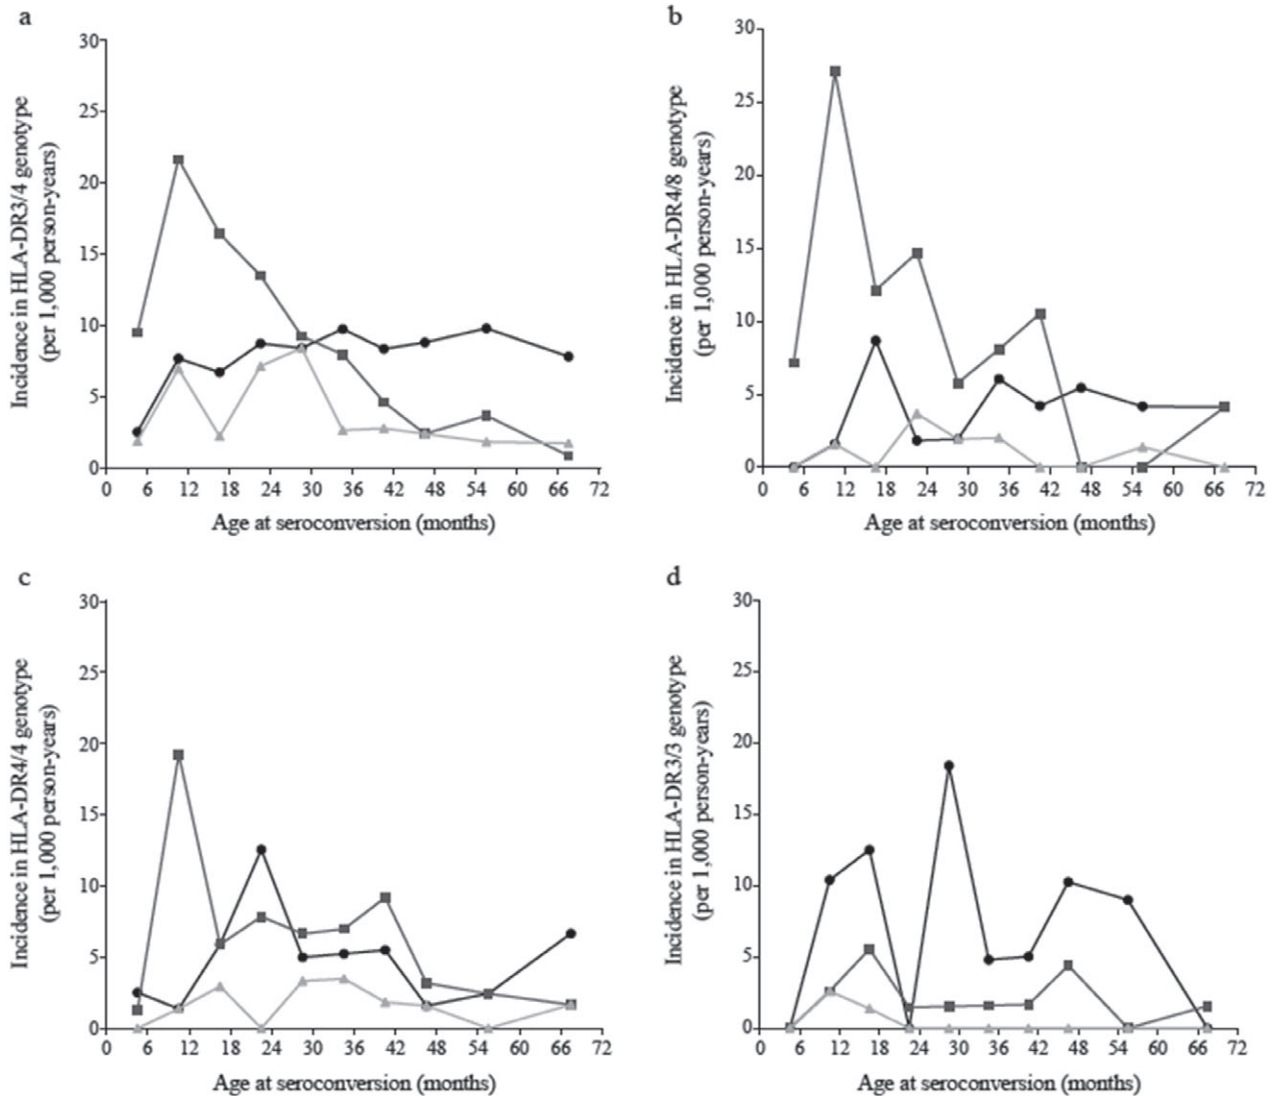 a
Incidence in HLA-DR3/4 genotype
(per 1,000 person-years)
30
25
20
15
10
5
0
0 6 12 18 24 30 36 42 48 54 60 66 72
Age at seroconversion (months)
b
Incidence in HLA-DR4/8 genotype
(per 1,000 person-years)
30
25
20
15
10
5
0
0 6 12 18 24 30 36 42 48 54 60 66 72
Age at seroconversion (months)
c
Incidence in HLA-DR4/4 genotype
(per 1,000 person-years)
30
25
20
15
10
5
0
0 6 12 18 24 30 36 42 48 54 60 66 72
Age at seroconversion (months)
d
Incidence in HLA-DR3/3 genotype
(per 1,000 person-years)
30
25
20
15
10
5
0
0 6 12 18 24 30 36 42 48 54 60 66 72
Age at seroconversion (months)